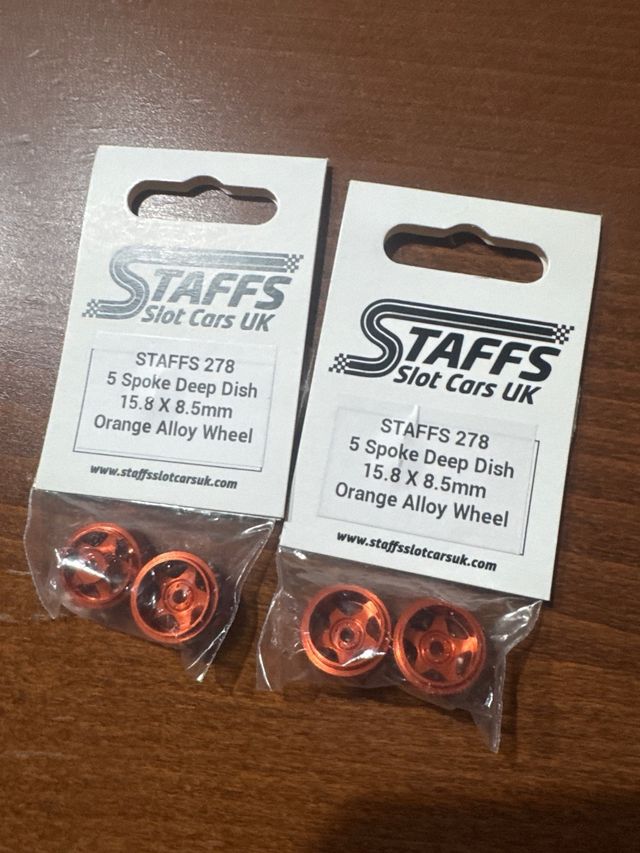 STAFFS
Slot Cars UK
STAFFS 278
5 Spoke Deep Dish
15.8 X 8.5mm
Orange Alloy Wheel
www.staffsslotcarsuk.com
STAFFS
Slot Cars UK
STAFFS 278
5 Spoke Deep Dish
15.8 X 8.5mm
Orange Alloy Wheel
www.staffsslotcarsuk.com